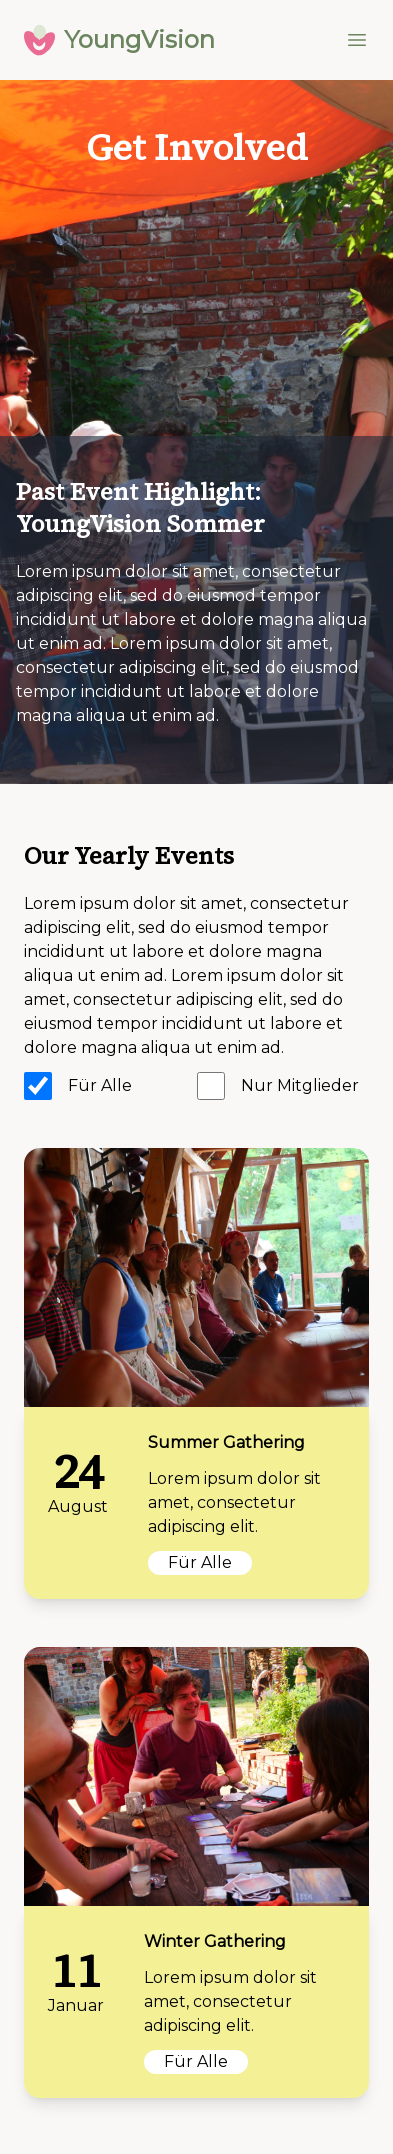 YoungVision
Get Involved
Past Event Highlight:
YoungVision Sommer
Lorem ipsum dolor sit amet, consectetur
adipiscing elit, sed do eiusmod tempor
incididunt ut labore et dolore magna aliqua
ut enim ad. Lorem ipsum dolor sit amet,
consectetur adipiscing elit, sed do eiusmod
tempor incididunt ut labore et dolore
magna aliqua ut enim ad.
Our Yearly Events
Lorem ipsum dolor sit amet, consectetur
adipiscing elit, sed do eiusmod tempor
incididunt ut labore et dolore magna
aliqua ut enim ad. Lorem ipsum dolor sit
amet, consectetur adipiscing elit, sed do
eiusmod tempor incididunt ut labore et
dolore magna aliqua ut enim ad.
Für Alle
Nur Mitglieder
24
August
Summer Gathering
Lorem ipsum dolor sit
amet, consectetur
adipiscing elit.
Für Alle
11
Januar
Winter Gathering
Lorem ipsum dolor sit
amet, consectetur
adipiscing elit.
Für Alle